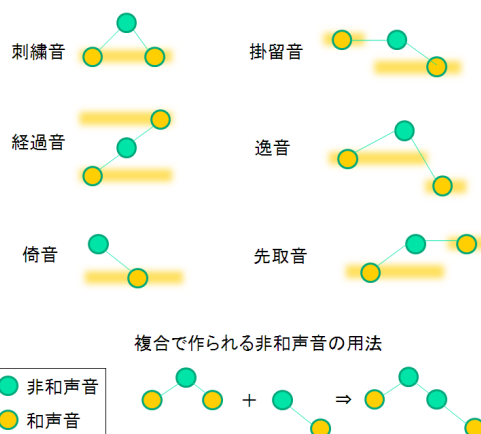 刺繍音
掛留音
経過音
逸音
倚音
先取音
複合で作られる非和声音の用法
非和声音
和声音
+ ⇒